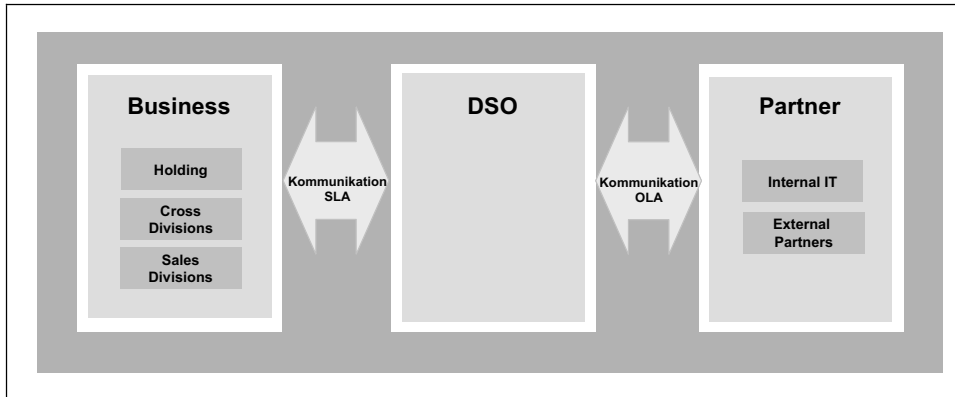 Business
Holding
Cross
Divisions
Sales
Divisions
Kommunikation
SLA
DSO
Kommunikation
OLA
Partner
Internal IT
External
Partners